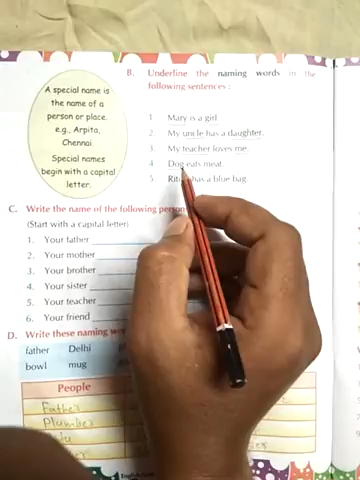 A special name is
the name of a
person or place.
e.g., Arpita,
Chennai.
Special names
begin with a capital
letter.
B. Underline the naming words in the
following sentences :
1 Mary is a girl.
2. My uncle has a daughter.
3. My teacher loves me.
4 Dog eats meat.
5. has a blue bag.
C. Write the name of the following
(Start with a capital letter)
1. Your father
2. Your mother
3. Your brother
4. Your sister
5. Your teacher
6. Your friend
D. Write these naming
father Delhi
bowl mug
People
Father
Plumber